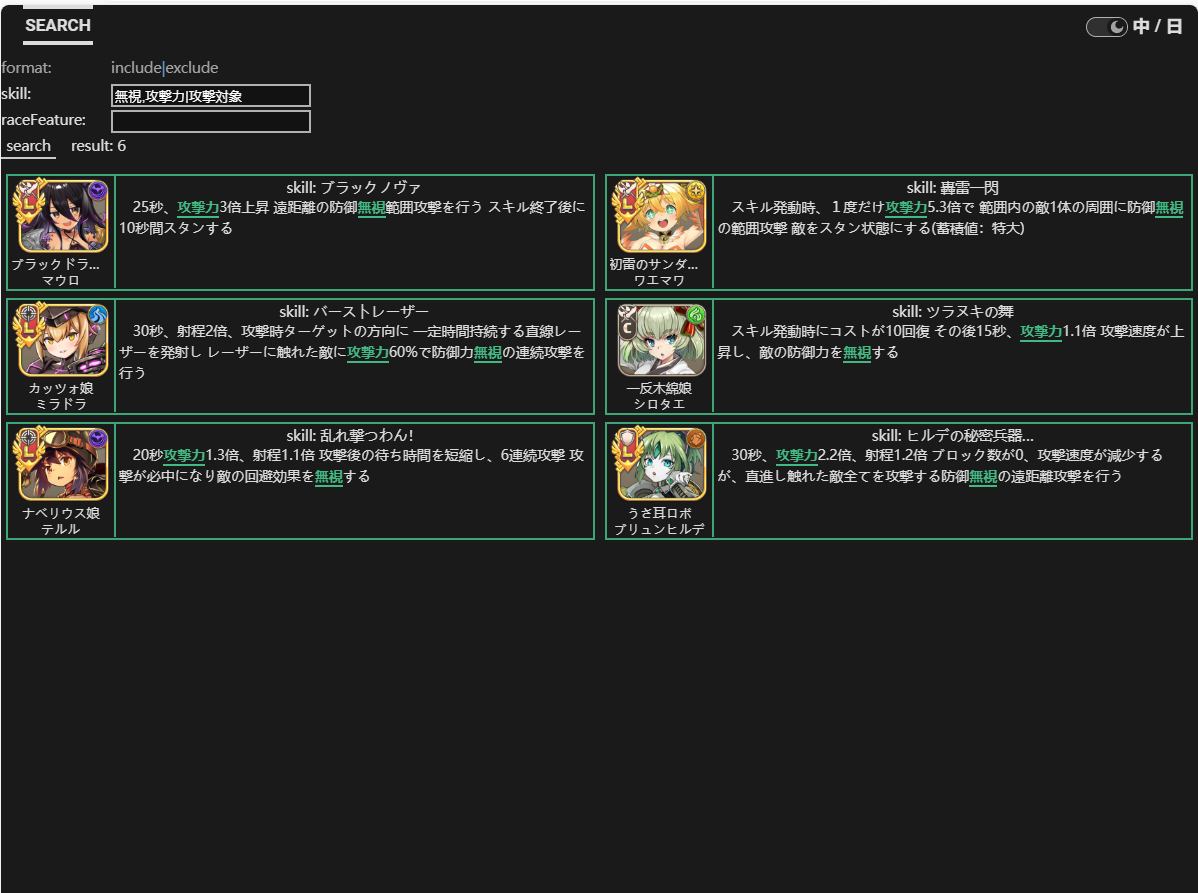 SEARCH
中 / 日
format: include|exclude
skill: 無視,攻撃力|攻撃対象
raceFeature:
search result: 6
L
ブラックドラ...
マウロ
skill: ブラックノヴァ
25秒、攻撃力3倍上昇 遠距離の防御無視範囲攻撃を行う スキル終了後に
10秒間スタンする
L
初雷のサンダ...
ワエマワ
skill: 轟雷一閃
スキル発動時、１度だけ攻撃力5.3倍で 範囲内の敵1体の周囲に防御無視
の範囲攻撃 敵をスタン状態にする(蓄積値：特大)
L
カッツォ娘
ミラドラ
skill: バーストレーザー
30秒、射程2倍、攻撃時ターゲットの方向に 一定時間持続する直線レー
ザーを発射し レーザーに触れた敵に攻撃力60%で防御力無視の連続攻撃を
行う
C
一反木綿娘
シロタエ
skill: ツラヌキの舞
スキル発動時にコストが10回復 その後15秒、攻撃力1.1倍 攻撃速度が上
昇し、敵の防御力を無視する
L
ナベリウス娘
テルル
skill: 乱れ撃つわん！
20秒攻撃力1.3倍、射程1.1倍 攻撃後の待ち時間を短縮し、6連続攻撃 攻
撃が必中になり敵の回避効果を無視する
L
うさ耳ロボ
ブリュンヒルデ
skill: ヒルデの秘密兵器...
30秒、攻撃力2.2倍、射程1.2倍 ブロック数が0、攻撃速度が減少する
が、直進し触れた敵全てを攻撃する防御無視の遠距離攻撃を行う